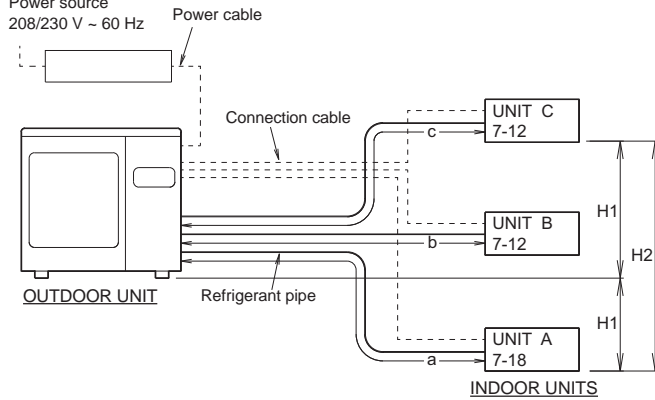 Power source
208/230 V ~ 60 Hz
Power cable
Connection cable
UNIT C
7-12
c
H1
UNIT B
7-12
b
H2
OUTDOOR UNIT
Refrigerant pipe
H1
UNIT A
7-18
a
INDOOR UNITS